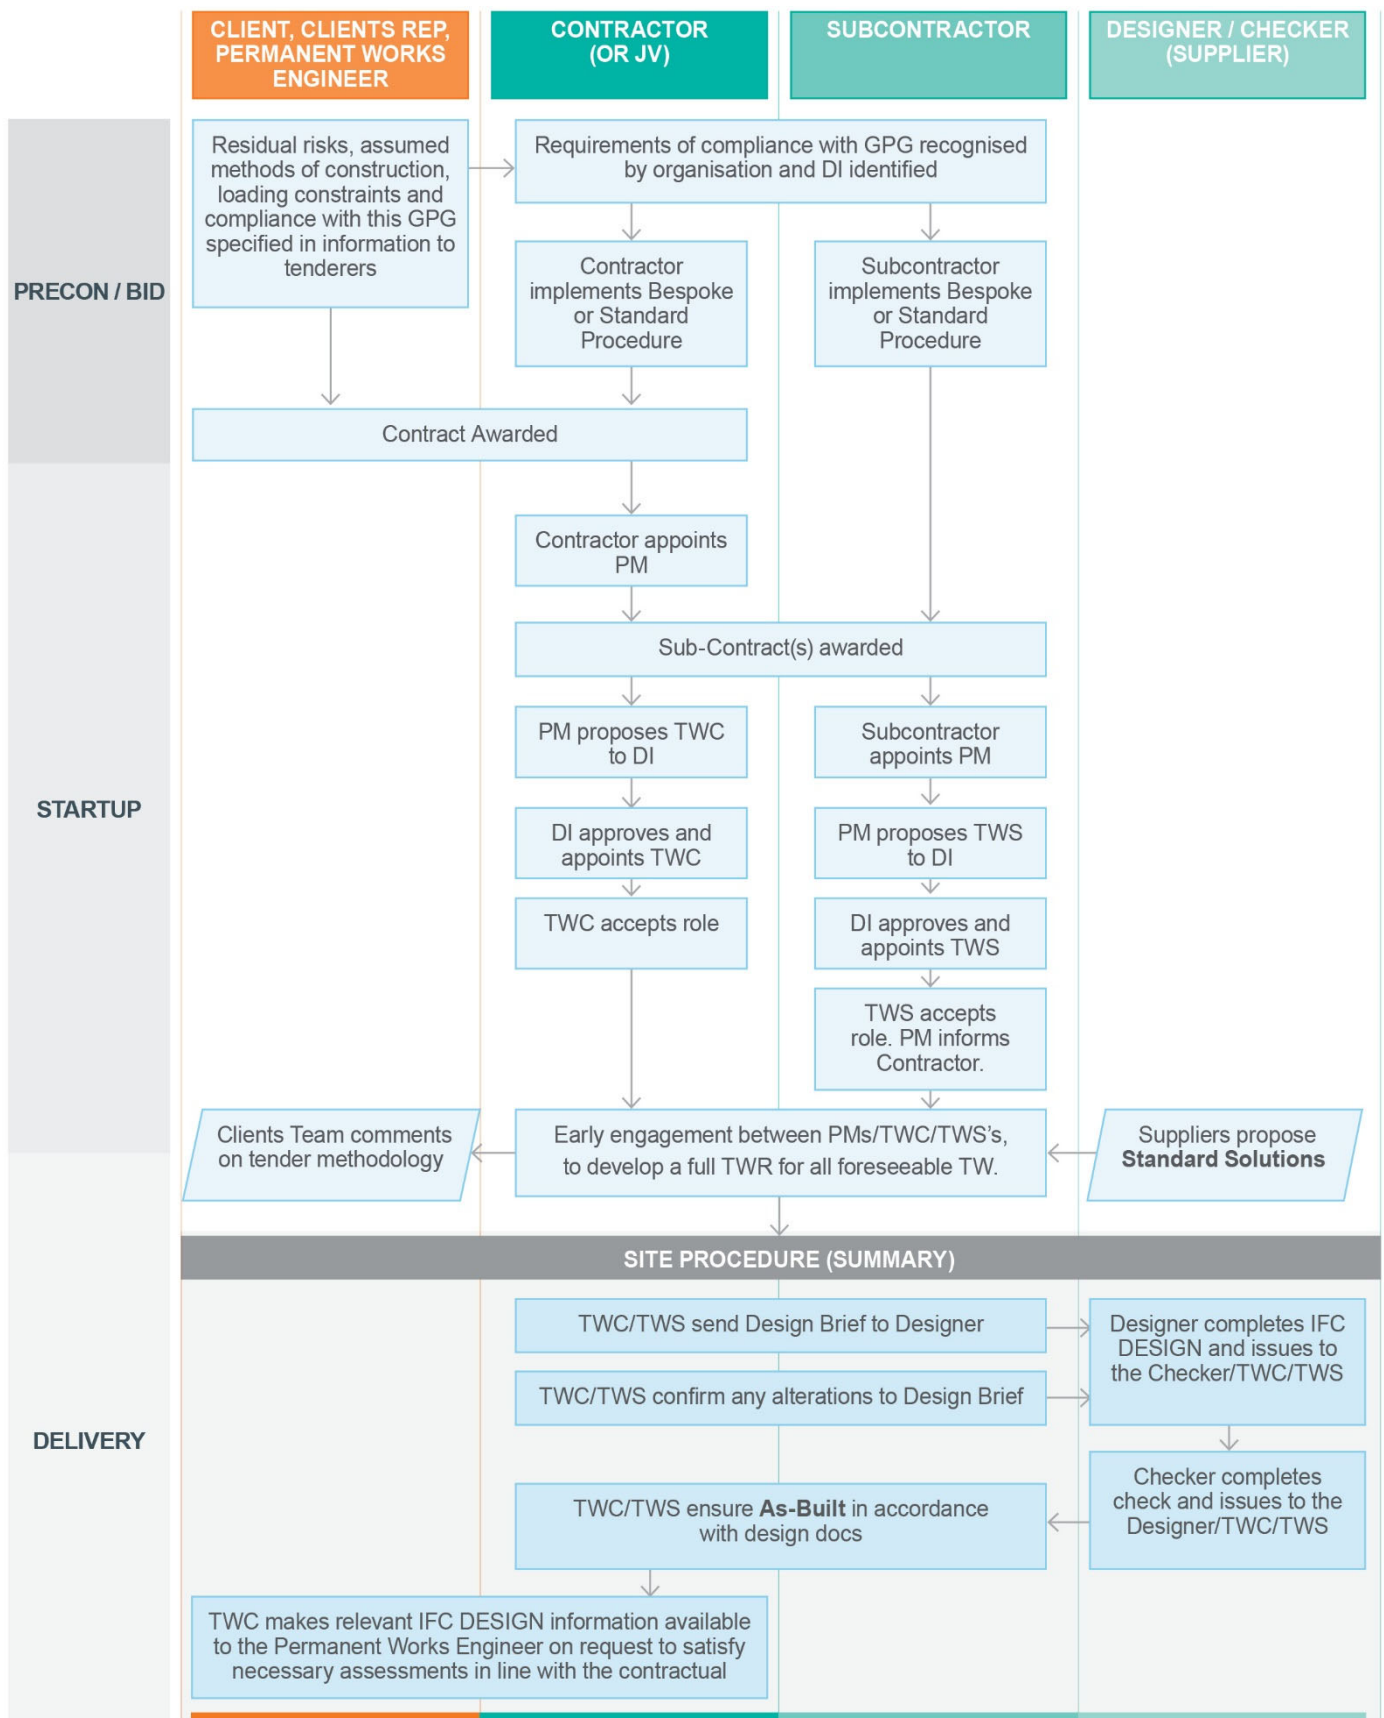 CLIENT, CLIENTS REP,
PERMANENT WORKS
ENGINEER
CONTRACTOR
(OR JV)
SUBCONTRACTOR
DESIGNER / CHECKER
(SUPPLIER)
PRECON / BID
Residual risks, assumed
methods of construction,
loading constraints and
compliance with this GPG
specified in information to
tenderers
Requirements of compliance with GPG recognised
by organisation and DI identified
Contractor
implements Bespoke
or Standard
Procedure
Subcontractor
implements Bespoke
or Standard
Procedure
Contract Awarded
STARTUP
Contractor appoints
PM
Sub-Contract(s) awarded
PM proposes TWC
to DI
Subcontractor
appoints PM
DI approves and
appoints TWC
PM proposes TWS
to DI
TWC accepts role
DI approves and
appoints TWS
TWS accepts
role. PM informs
Contractor.
Clients Team comments
on tender methodology
Early engagement between PMs/TWC/TWS's,
to develop a full TWR for all foreseeable TW.
Suppliers propose
Standard Solutions
DELIVERY
SITE PROCEDURE (SUMMARY)
TWC/TWS send Design Brief to Designer
Designer completes IFC
DESIGN and issues to
the Checker/TWC/TWS
TWC/TWS confirm any alterations to Design Brief
Checker completes
check and issues to the
Designer/TWC/TWS
TWC/TWS ensure As-Built in accordance
with design docs
TWC makes relevant IFC DESIGN information available
to the Permanent Works Engineer on request to satisfy
necessary assessments in line with the contractual